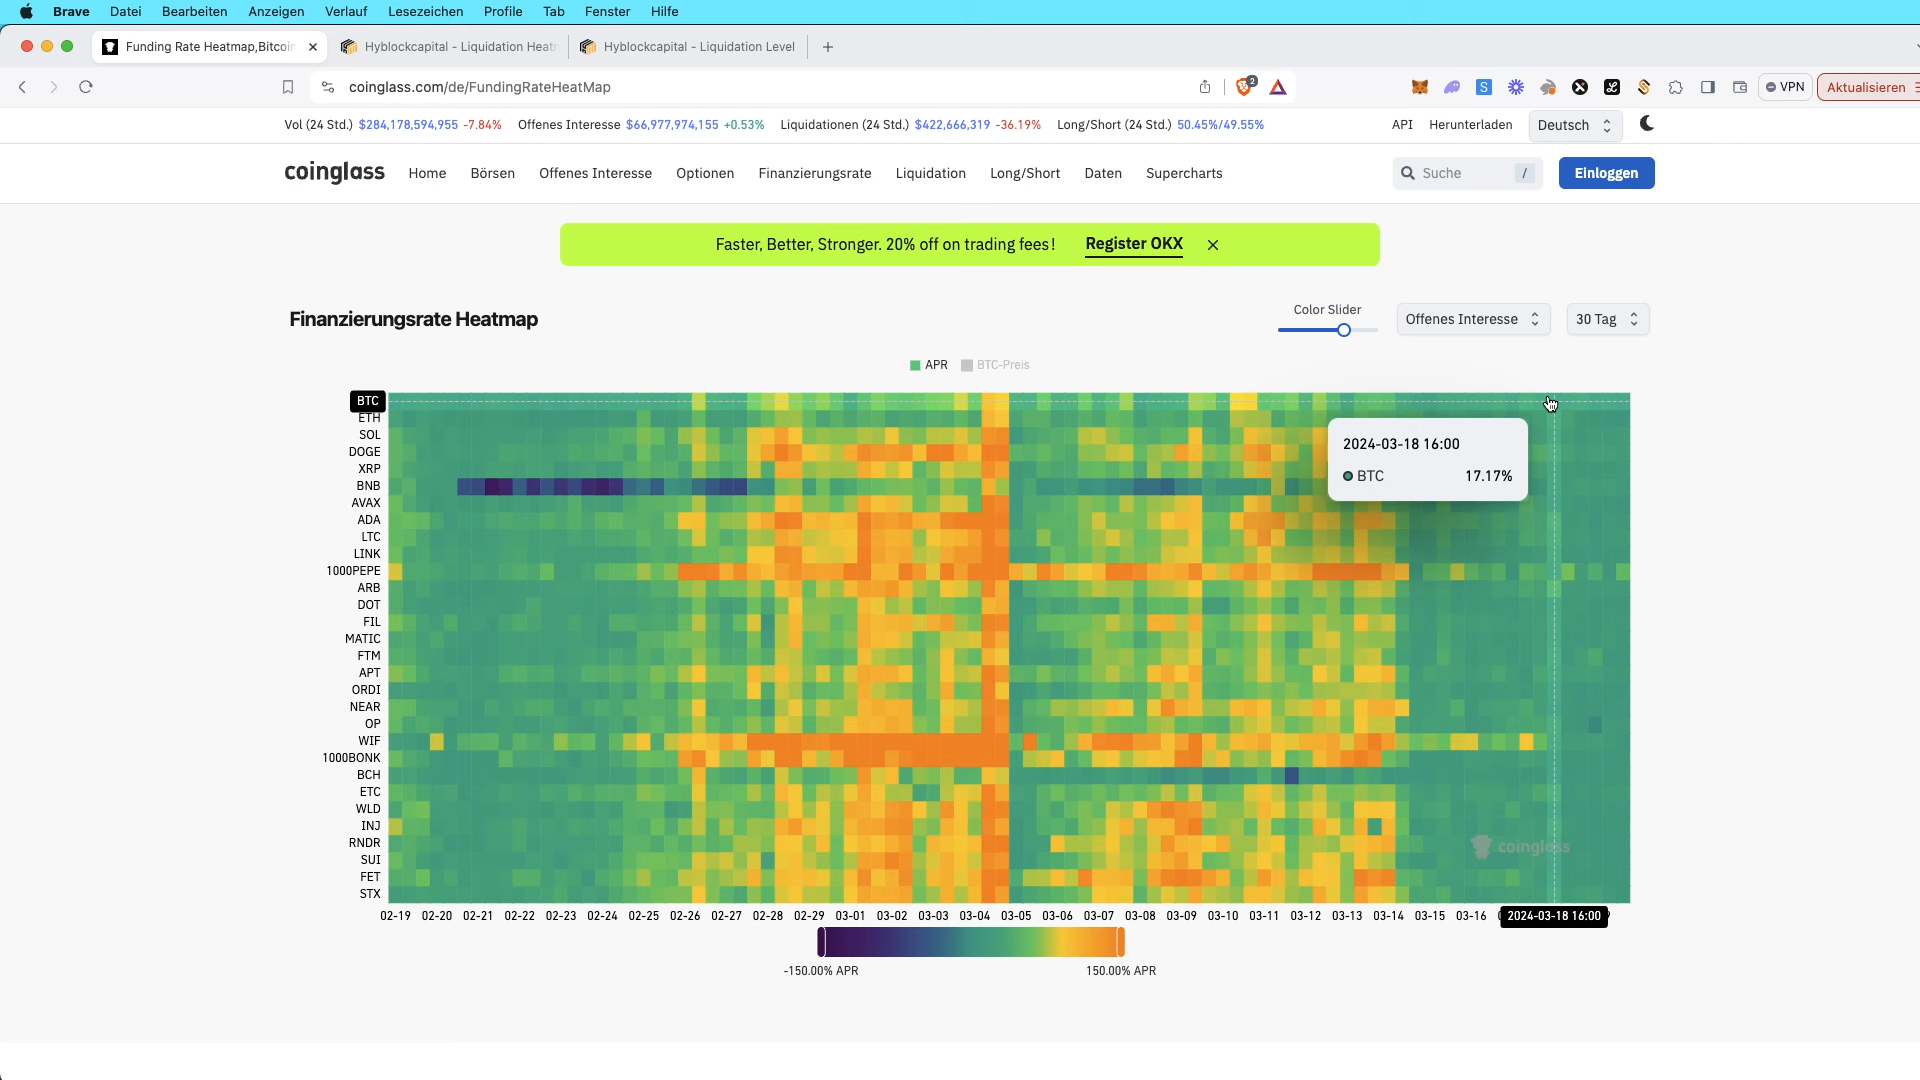 Brave Datei Bearbeiten Anzeigen Verlauf Lesezeichen Profile Tab Fenster Hilfe
Funding Rate Heatmap,Bitcoin Hyblockcapital - Liquidation Heat Hyblockcapital - Liquidation Level
coinglass.com/de/FundingRateHeatMap 2 VPN Aktualisieren
Vol (24 Std.) $284,178,594,955 -7.84% Offenes Interesse $66,977,974,155 +0.53% Liquidationen (24 Std.) $422,666,319 -36.19% Long/Short (24 Std.) 50.45%/49.55% API Herunterladen Deutsch
coinglass Home Börsen Offenes Interesse Optionen Finanzierungsrate Liquidation Long/Short Daten Supercharts Suche / Einloggen
Faster, Better, Stronger. 20% off on trading fees! Register OKX
Finanzierungsrate Heatmap Color Slider Offenes Interesse 30 Tag
APR BTC-Preis
BTC
ETH
SOL
DOGE
XRP
BNB
AVAX
ADA
LTC
LINK
1000PEPE
ARB
DOT
FIL
MATIC
FTM
APT
ORDI
NEAR
OP
WIF
1000BONK
BCH
ETC
WLD
INJ
RNDR
SUI
FET
STX
2024-03-18 16:00
BTC 17.17%
coinglass
02-19 02-20 02-21 02-22 02-23 02-24 02-25 02-26 02-27 02-28 02-29 03-01 03-02 03-03 03-04 03-05 03-06 03-07 03-08 03-09 03-10 03-11 03-12 03-13 03-14 03-15 03-16 2024-03-18 16:00
-150.00% APR 150.00% APR